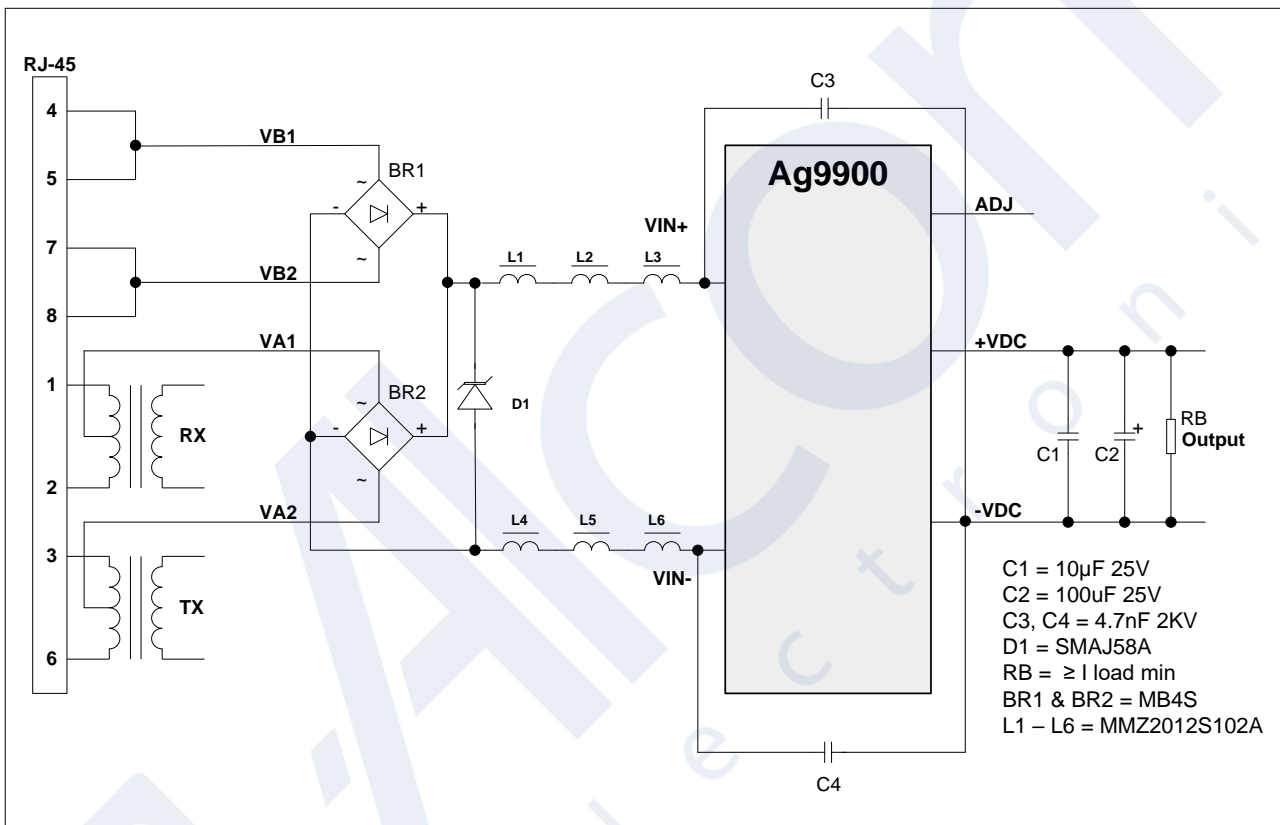 RJ-45
4
5
7
8
1
2
3
6
VB1
VB2
VA1
VA2
RX
TX
BR1
~
-
+
~
BR2
~
-
+
~
D1
L1
L2
L3
L4
L5
L6
VIN+
VIN-
C3
C4
Ag9900
ADJ
+VDC
-VDC
C1
C2
+
RB
Output
C1 = 10µF 25V
C2 = 100uF 25V
C3, C4 = 4.7nF 2KV
D1 = SMAJ58A
RB = ≥ I load min
BR1 & BR2 = MB4S
L1 – L6 = MMZ2012S102A